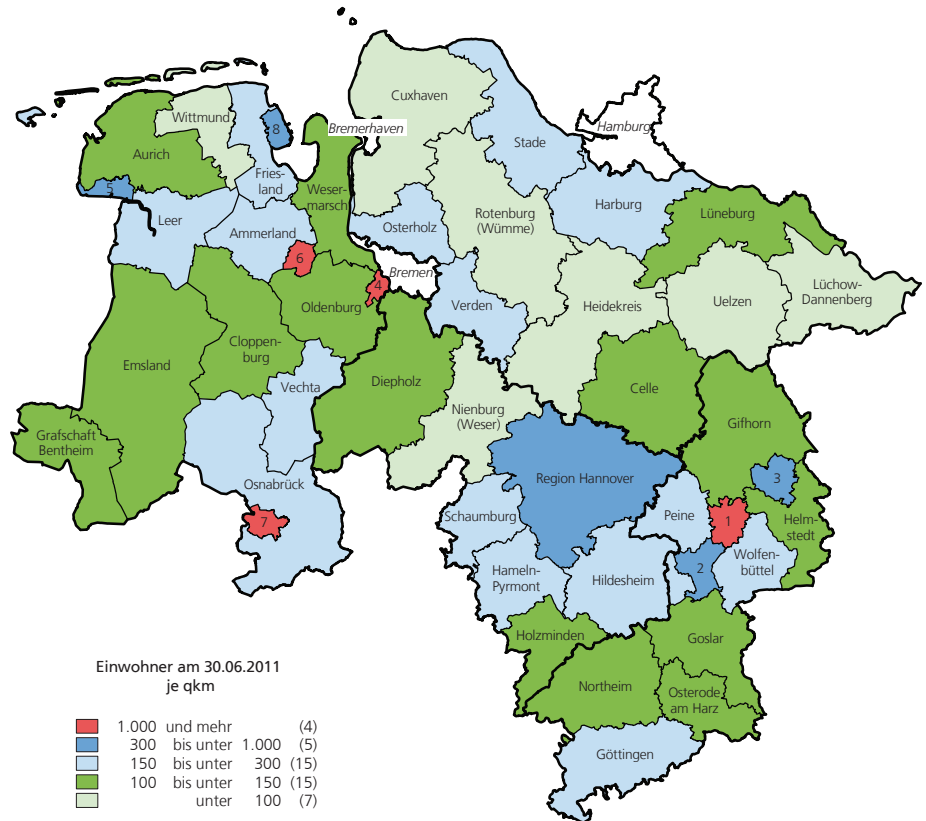 Cuxhaven
Wittmund
8
Bremerhaven
Hamburg
Stade
Aurich
Fries-
land
Weser-
marsch
5
Leer
Rotenburg
(Wümme)
Harburg
Lüneburg
Osterholz
Ammerland
6
Bremen
4
Lüchow-
Dannenberg
Uelzen
Oldenburg
Verden
Heidekreis
Cloppen-
burg
Emsland
Vechta
Diepholz
Celle
Nienburg
(Weser)
Gifhorn
Grafschaft
Bentheim
Region Hannover
3
Osnabrück
7
Schaumburg
Peine
1
Helm-
stedt
Wolfen-
büttel
2
Hameln-
Pyrmont
Hildesheim
Holzminden
Goslar
Northeim
Osterode
am Harz
Göttingen
Einwohner am 30.06.2011
je qkm
1.000 und mehr (4)
300 bis unter 1.000 (5)
150 bis unter 300 (15)
100 bis unter 150 (15)
unter 100 (7)